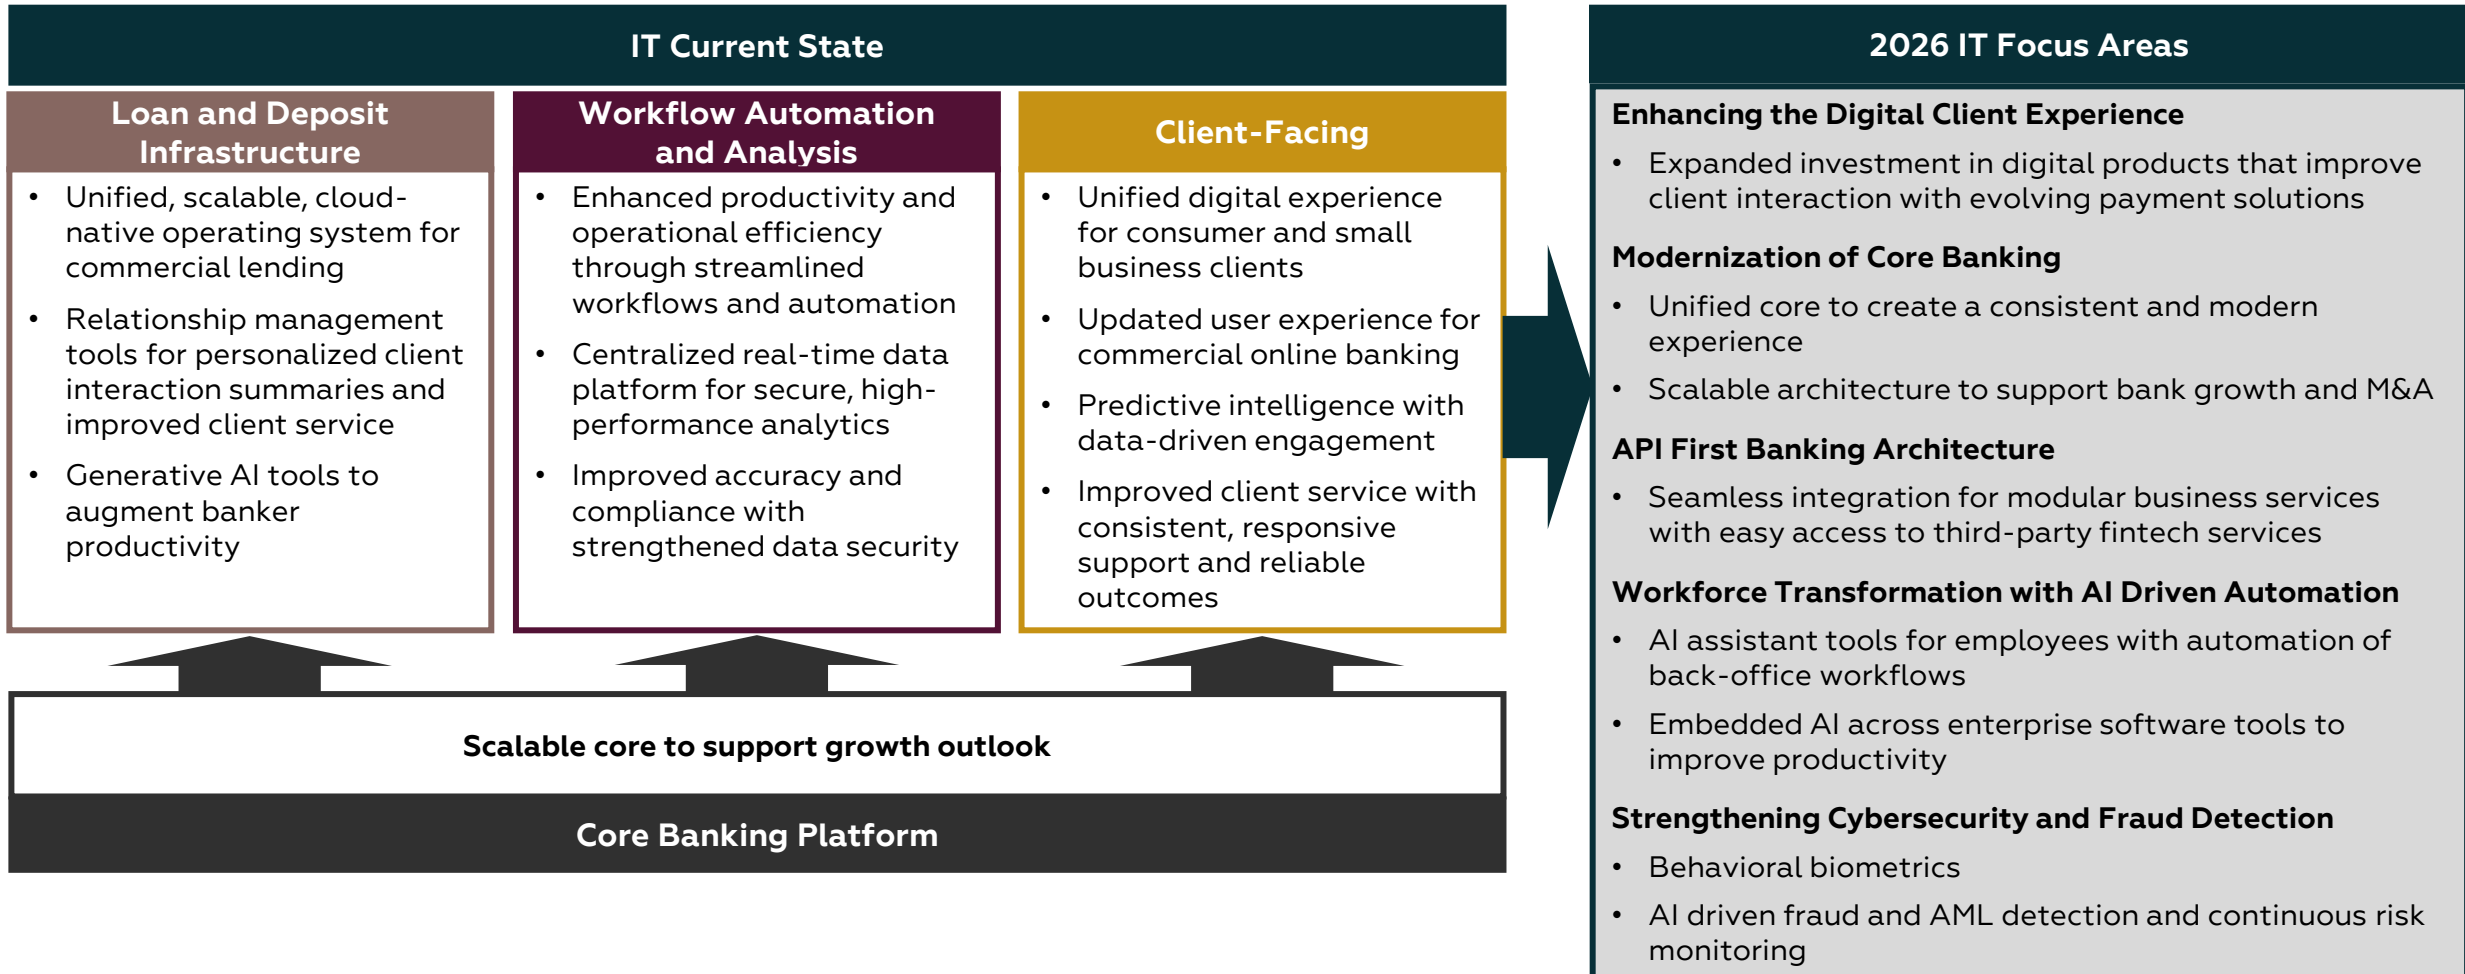 IT Current State
Loan and Deposit
Infrastructure
• Unified, scalable, cloud-
native operating system for
commercial lending
• Relationship management
tools for personalized client
interaction summaries and
improved client service
• Generative AI tools to
augment banker
productivity
Workflow Automation
and Analysis
• Enhanced productivity and
operational efficiency
through streamlined
workflows and automation
• Centralized real-time data
platform for secure, high-
performance analytics
• Improved accuracy and
compliance with
strengthened data security
Client-Facing
• Unified digital experience
for consumer and small
business clients
• Updated user experience for
commercial online banking
• Predictive intelligence with
data-driven engagement
• Improved client service with
consistent, responsive
support and reliable
outcomes
Scalable core to support growth outlook
Core Banking Platform
2026 IT Focus Areas
Enhancing the Digital Client Experience
• Expanded investment in digital products that improve
client interaction with evolving payment solutions
Modernization of Core Banking
• Unified core to create a consistent and modern
experience
• Scalable architecture to support bank growth and M&A
API First Banking Architecture
• Seamless integration for modular business services
with easy access to third-party fintech services
Workforce Transformation with AI Driven Automation
• AI assistant tools for employees with automation of
back-office workflows
• Embedded AI across enterprise software tools to
improve productivity
Strengthening Cybersecurity and Fraud Detection
• Behavioral biometrics
• AI driven fraud and AML detection and continuous risk
monitoring